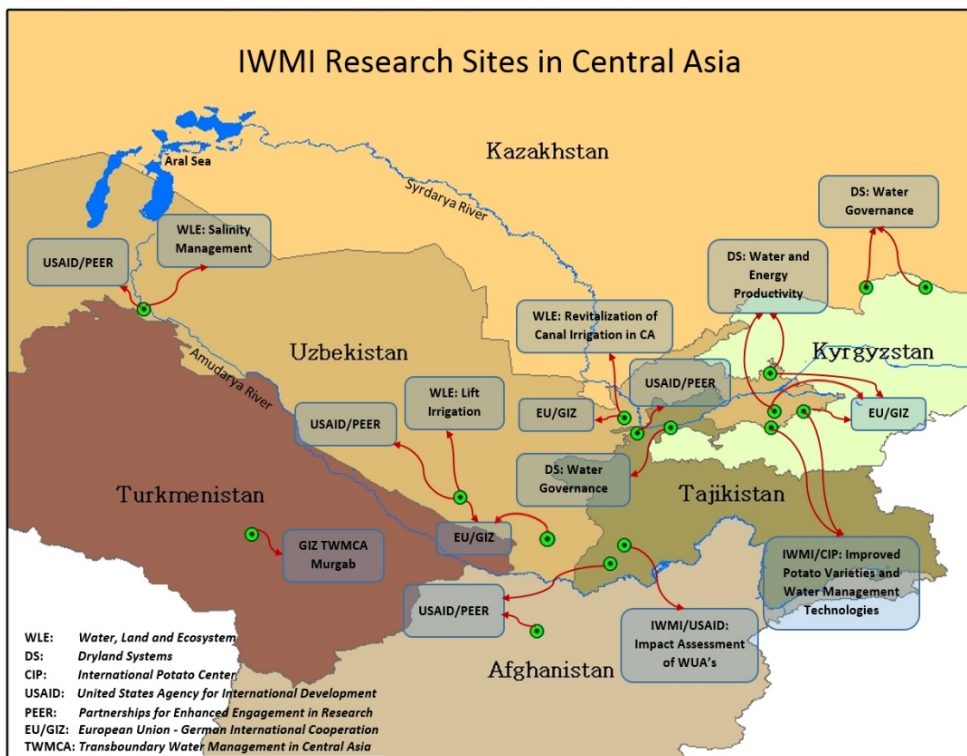 IWMI Research Sites in Central Asia
Kazakhstan
Aral Sea
Syrdarya River
DS: Water
Governance
WLE: Salinity
Management
USAID/PEER
DS: Water and
Energy
Productivity
WLE: Revitalization of
Canal Irrigation in CA
Uzbekistan
Kyrgyzstan
Amudarya River
USAID/PEER
WLE: Lift
Irrigation
EU/GIZ
EU/GIZ
USAID/PEER
DS: Water
Governance
Turkmenistan
Tajikistan
GIZ TWMCA
Murgab
EU/GIZ
IWMI/CIP: Improved
Potato Varieties and
Water Management
Technologies
USAID/PEER
IWMI/USAID:
Impact Assessment
of WUA's
Afghanistan
WLE: Water, Land and Ecosystem
DS: Dryland Systems
CIP: International Potato Center
USAID: United States Agency for International Development
PEER: Partnerships for Enhanced Engagement in Research
EU/GIZ: European Union - German International Cooperation
TWMCA: Transboundary Water Management in Central Asia